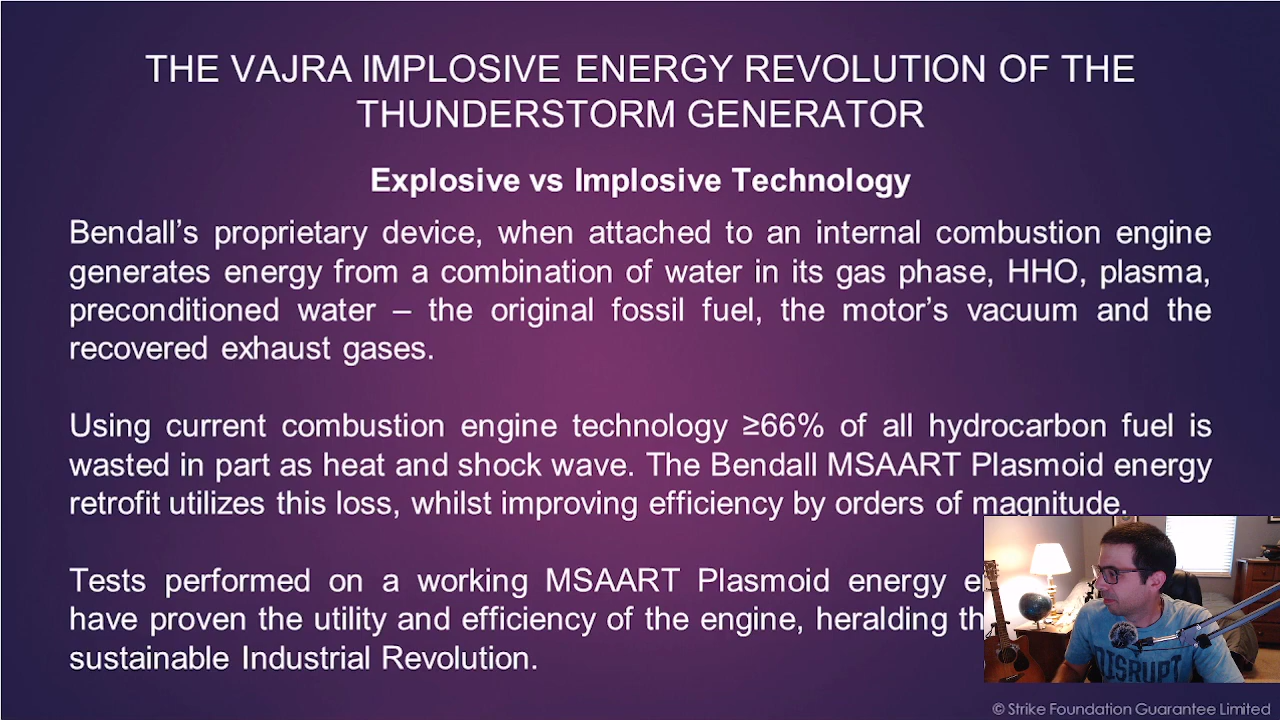 THE VAJRA IMPLOSIVE ENERGY REVOLUTION OF THE
THUNDERSTORM GENERATOR
Explosive vs Implosive Technology
Bendall’s proprietary device, when attached to an internal combustion engine
generates energy from a combination of water in its gas phase, HHO, plasma,
preconditioned water – the original fossil fuel, the motor’s vacuum and the
recovered exhaust gases.
Using current combustion engine technology ≥66% of all hydrocarbon fuel is
wasted in part as heat and shock wave. The Bendall MSAART Plasmoid energy
retrofit utilizes this loss, whilst improving efficiency by orders of magnitude.
Tests performed on a working MSAART Plasmoid energy
have proven the utility and efficiency of the engine, heralding
sustainable Industrial Revolution.
DISRUPT
© Strike Foundation Guarantee Limited